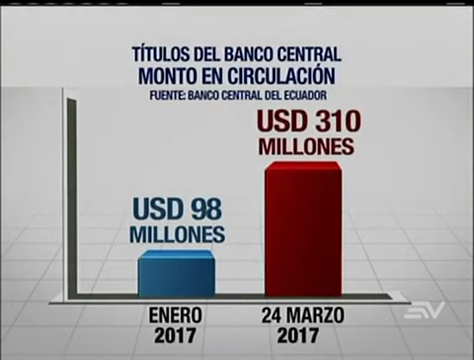 TÍTULOS DEL BANCO CENTRAL
MONTO EN CIRCULACIÓN
FUENTE: BANCO CENTRAL DEL ECUADOR
USD 310
MILLONES
USD 98
MILLONES
ENERO
2017
24 MARZO
2017